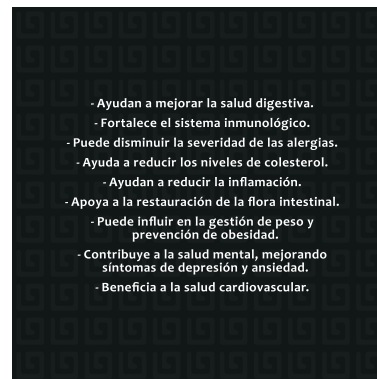 - Ayudan a mejorar la salud digestiva.
- Fortalece el sistema inmunológico.
- Puede disminuir la severidad de las alergias.
- Ayuda a reducir los niveles de colesterol.
- Ayudan a reducir la inflamación.
- Apoya a la restauración de la flora intestinal.
- Puede influir en la gestión de peso y
prevención de obesidad.
- Contribuye a la salud mental, mejorando
síntomas de depresión y ansiedad.
- Beneficia a la salud cardiovascular.